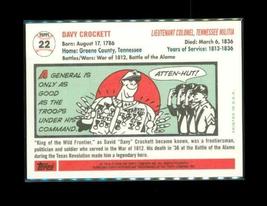 TOPPS
22
DAVY CROCKETT
LIEUTENANT COLONEL, TENNESSEE MILITIA
Born: August 17, 1786
Died: March 6, 1836
Home: Greene County, Tennessee
Years of Service: 1813-1836
Battles/Wars: War of 1812, Battle of the Alamo
A GENERAL IS
ONLY AS
GOOD
AS THE
TROOPS
UNDER HIS
COMMAND
ATTEN-HUT!
"King of the Wild Frontier," as David "Davy" Crockett became known, was a frontiersman,
politician and soldier who served in the War of 1812. His death in '36 at the Battle of the Alamo
during the Texas Revolution made him a legendary hero.
Topps